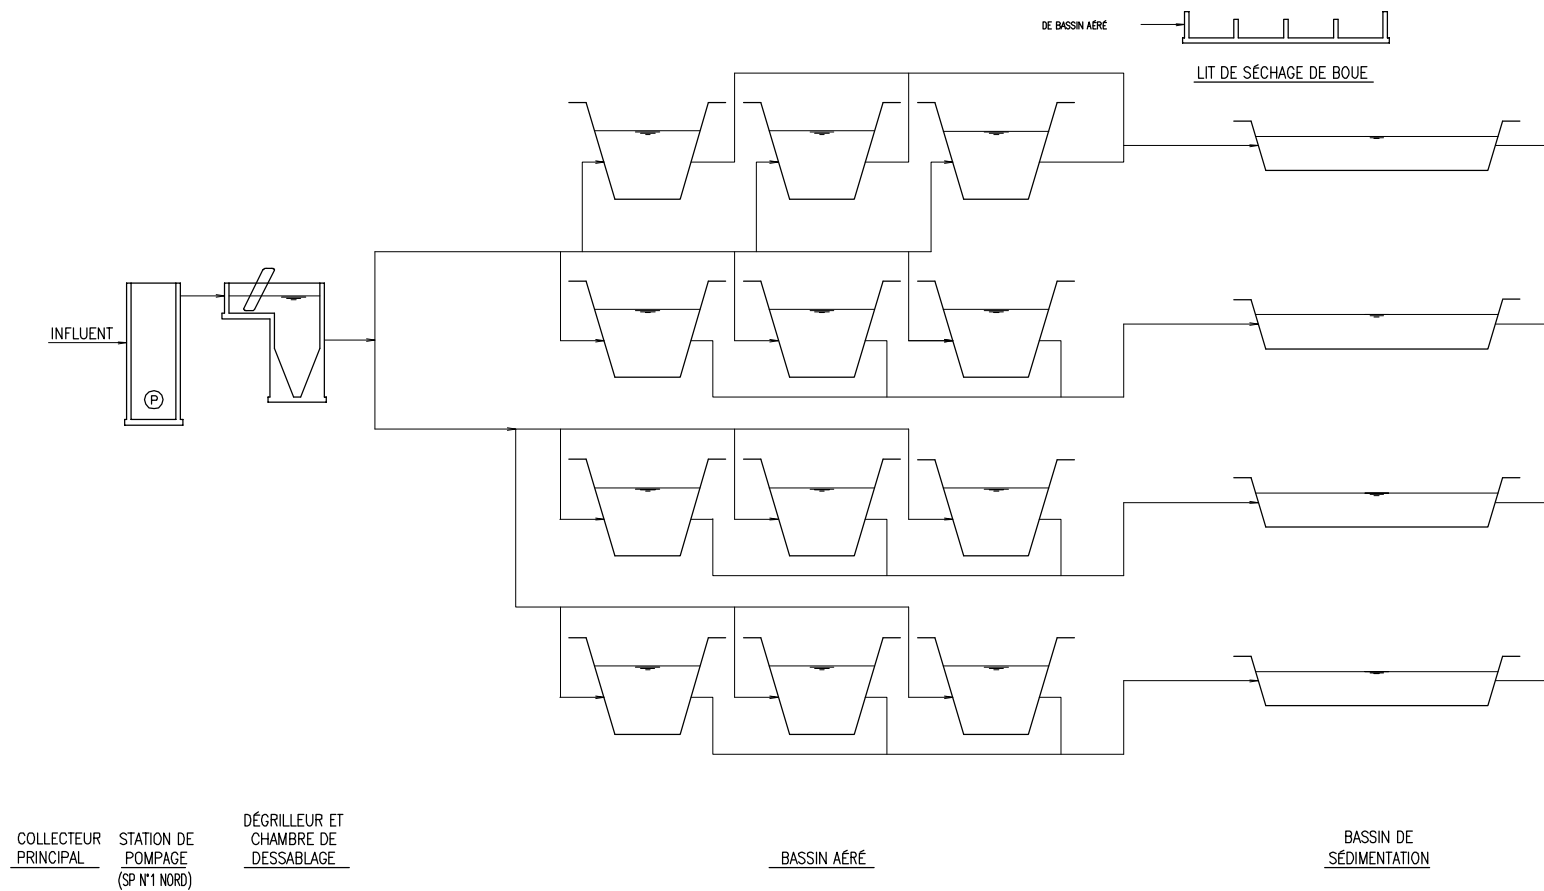 DE BASSIN AÉRÉ
LIT DE SÉCHAGE DE BOUE
INFLUENT
P
COLLECTEUR
PRINCIPAL
STATION DE
POMPAGE
(SP N°1 NORD)
DÉGRILLEUR ET
CHAMBRE DE
DESSABLAGE
BASSIN AÉRÉ
BASSIN DE
SÉDIMENTATION